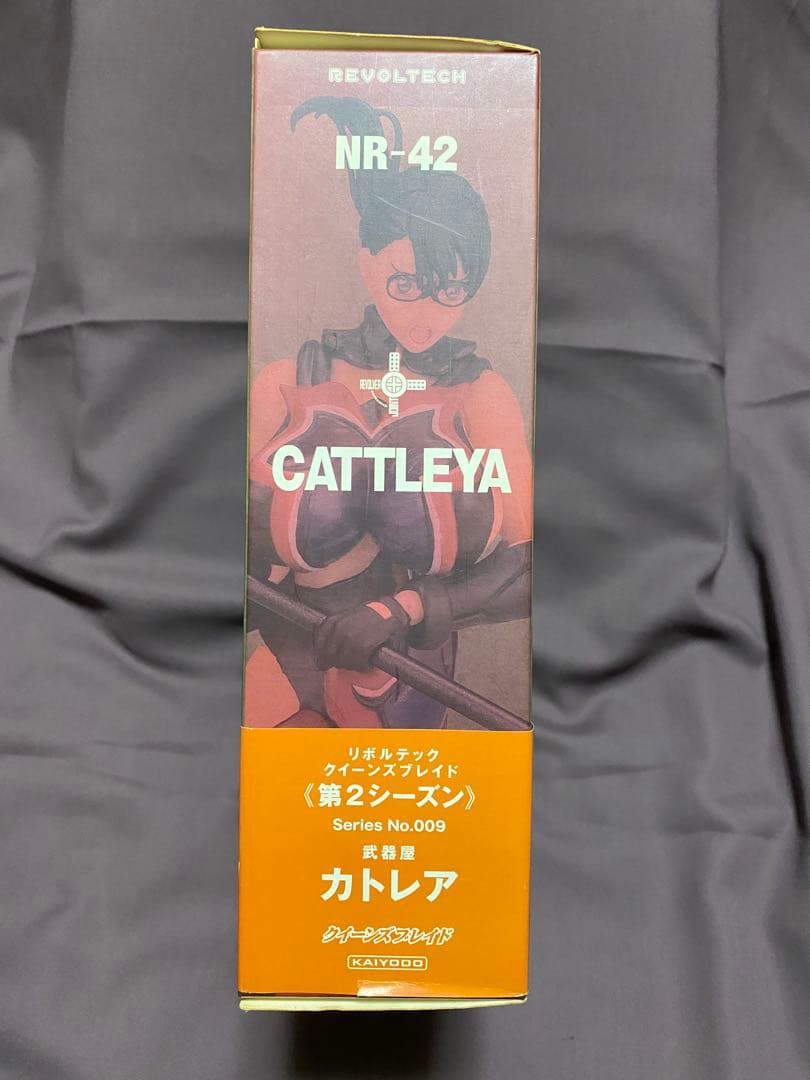 REVOLTECH
NR-42
REVOLVER
JOINT
CATTLEYA
リボルテック
クイーンズブレイド
《第2シーズン》
Series No.009
武器屋
カトレア
クイーンズブレイド
KAIYODO